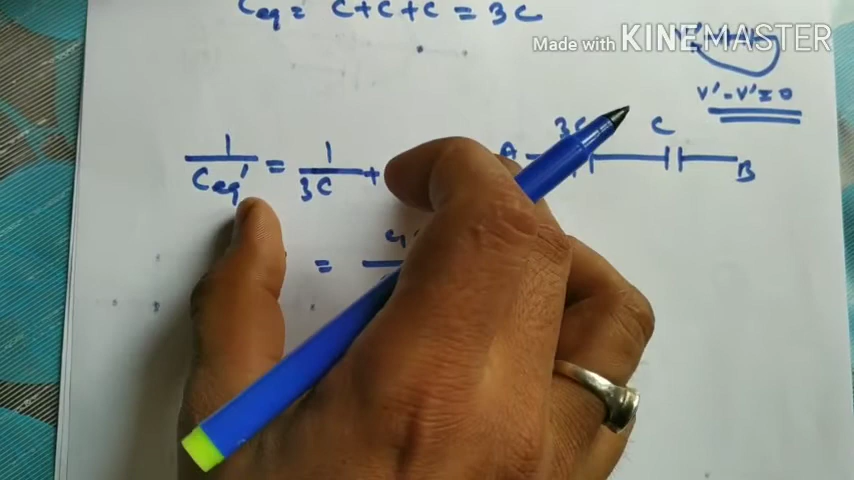 Ceq = C+C+C = 3C
Made with KINEMASTER
V'-V'=0
A 3C C B
1/Ceq' = 1/3C +
=